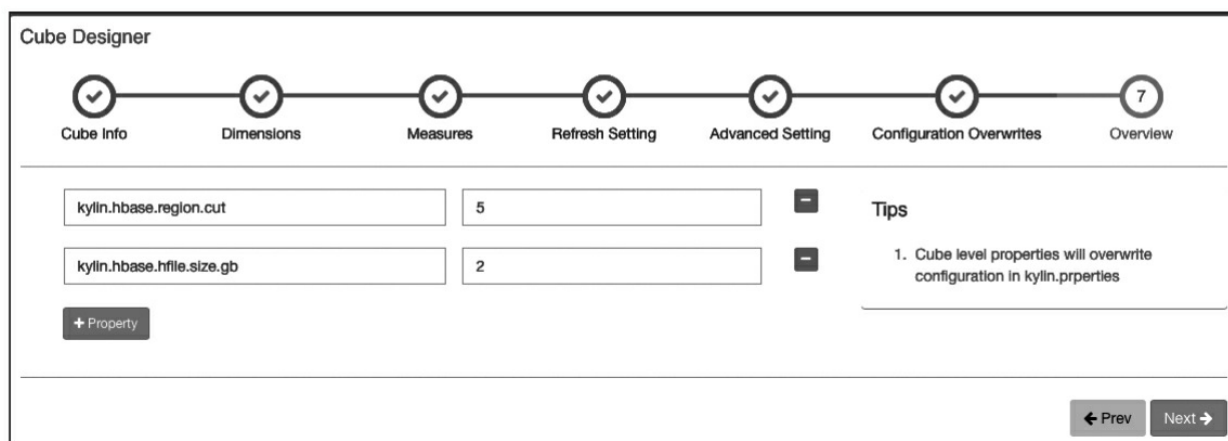 Cube Designer
7
Cube Info
Dimensions
Measures
Refresh Setting
Advanced Setting
Configuration Overwrites
Overview
kylin.hbase.region.cut
5
kylin.hbase.hfile.size.gb
2
+ Property
Tips
1. Cube level properties will overwrite
configuration in kylin.prperties
← Prev
Next →